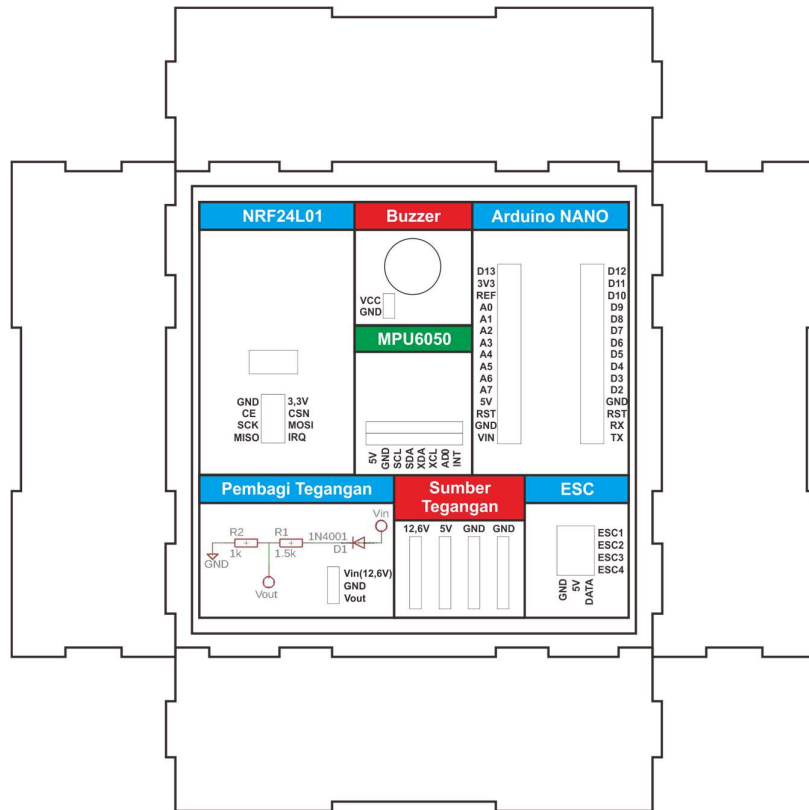 NRF24L01
Buzzer
Arduino NANO
VCC
GND
MPU6050
D13
3V3
REF
A0
A1
A2
A3
A4
A5
A6
A7
5V
RST
GND
VIN
D12
D11
D10
D9
D8
D7
D6
D5
D4
D3
D2
GND
RST
RX
TX
GND 3,3V
CE CSN
SCK MOSI
MISO IRQ
5V
GND
SCL
SDA
XDA
XCL
AD0
INT
Pembagi Tegangan
Sumber
Tegangan
ESC
Vin
R2 R1 1N4001
1k 1.5k D1
GND
Vout
Vin(12,6V)
GND
Vout
12,6V 5V GND GND
ESC1
ESC2
ESC3
ESC4
GND
5V
DATA